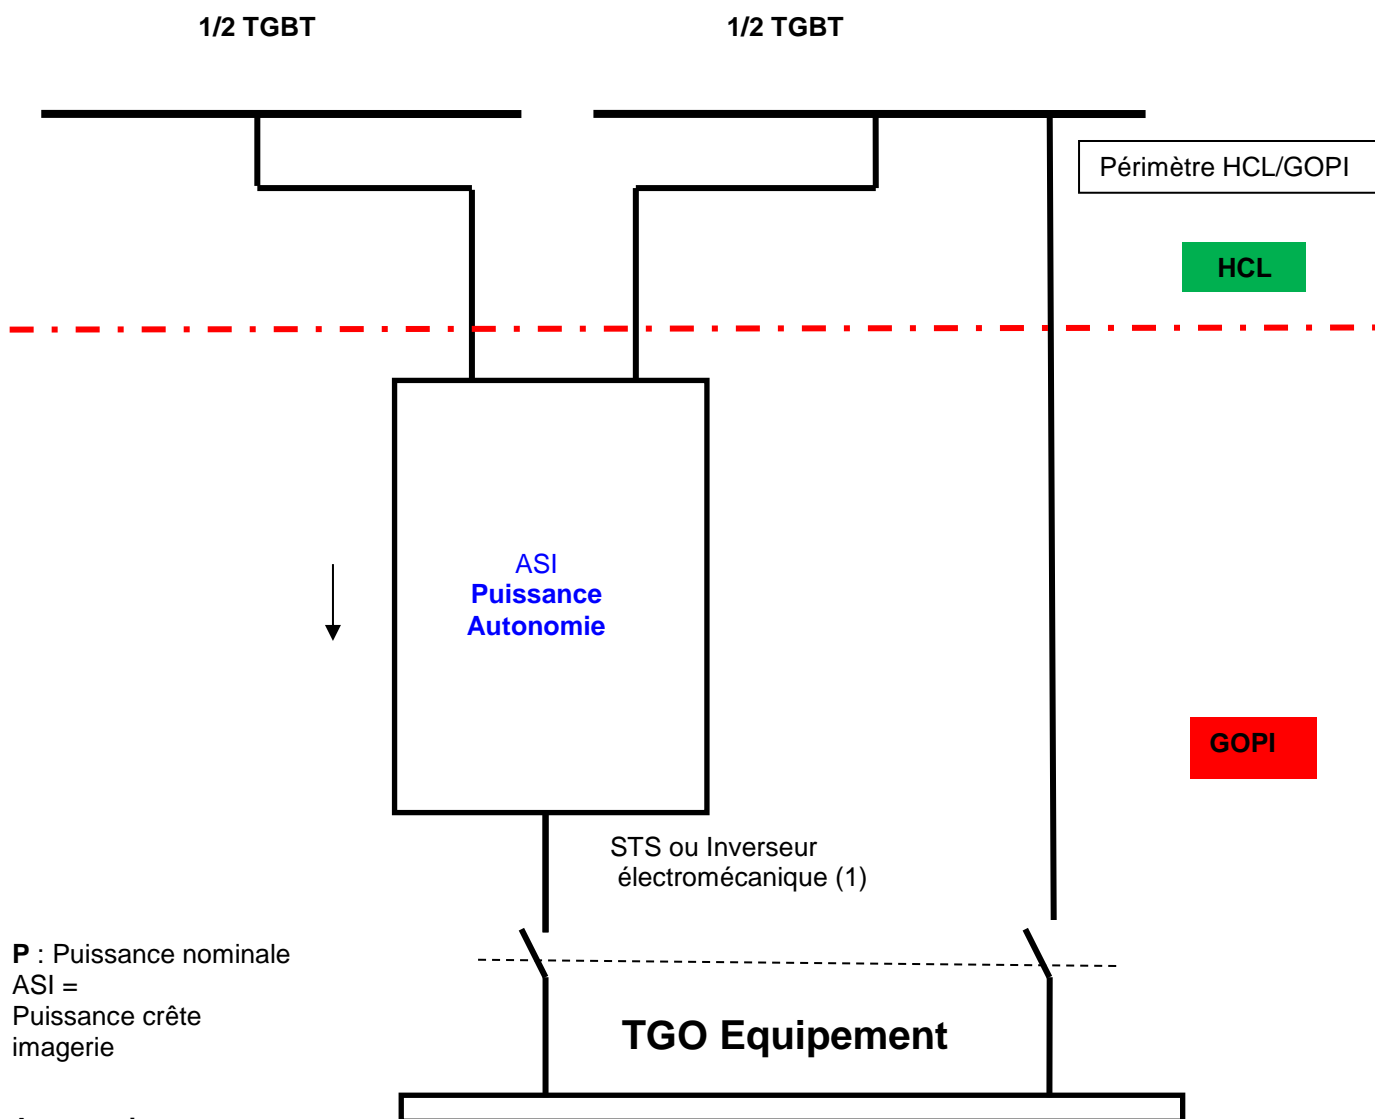 1/2 TGBT
1/2 TGBT
Périmètre HCL/GOPI
HCL
ASI
Puissance
Autonomie
GOPI
STS ou Inverseur
électromécanique (1)
P : Puissance nominale
ASI =
Puissance crête
imagerie
TGO Equipement